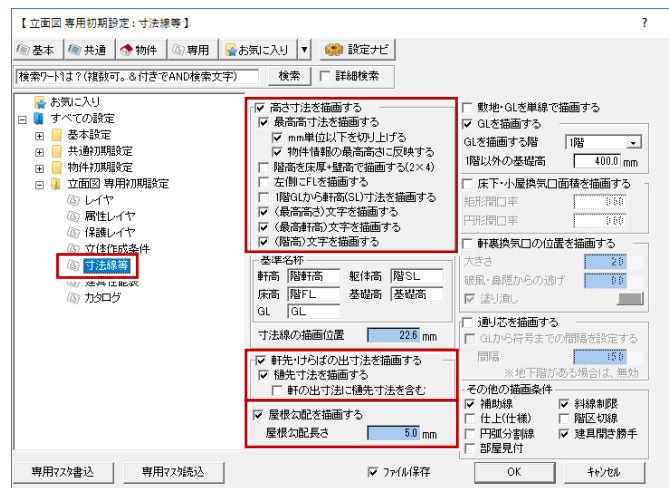 【 立面図 専用初期設定 : 寸法線等 】
?
基本 共通 物件 専用 お気に入り ▼ 設定ナビ
検索ワードは?(複数可。&付きでAND検索文字) 検索 詳細検索
お気に入り
すべての設定
基本設定
共通初期設定
物件初期設定
立面図 専用初期設定
レイヤ
属性レイヤ
保護レイヤ
立体作成条件
寸法線等
建具性能表
カタログ
高さ寸法を描画する
最高高寸法を描画する
mm単位以下を切り上げる
物件情報の最高高さに反映する
階高を床厚+壁高で描画する(2×4)
左側にFLを描画する
1階GLから軒高(SL)寸法を描画する
(最高高さ)文字を描画する
(最高軒高)文字を描画する
(階高)文字を描画する
基準名称
軒高 階軒高 躯体高 階SL
床高 階FL 基礎高 基礎高
GL GL
寸法線の描画位置 22.6 mm
軒先・けらばの出寸法を描画する
樋先寸法を描画する
軒の出寸法に樋先寸法を含む
屋根勾配を描画する
屋根勾配長さ 5.0 mm
敷地・GLを単線で描画する
GLを描画する
GLを描画する階 1階
1階以外の基礎高 400.0 mm
床下・小屋換気口面積を描画する
矩形開口率 0.60
円形開口率 0.60
軒裏換気口の位置を描画する
大きさ 2.0
破風・鼻隠からの逃げ 0.0
塗り潰し
通り芯を描画する
GLから符号までの間隔を設定する
間隔 15.0
※地下階がある場合は、無効
その他の描画条件
補助線 斜線制限
仕上(仕様) 階区切線
円弧分割線 建具開き勝手
部屋見付
専用マスタ書込 専用マスタ読込 ファイル保存 OK キャンセル